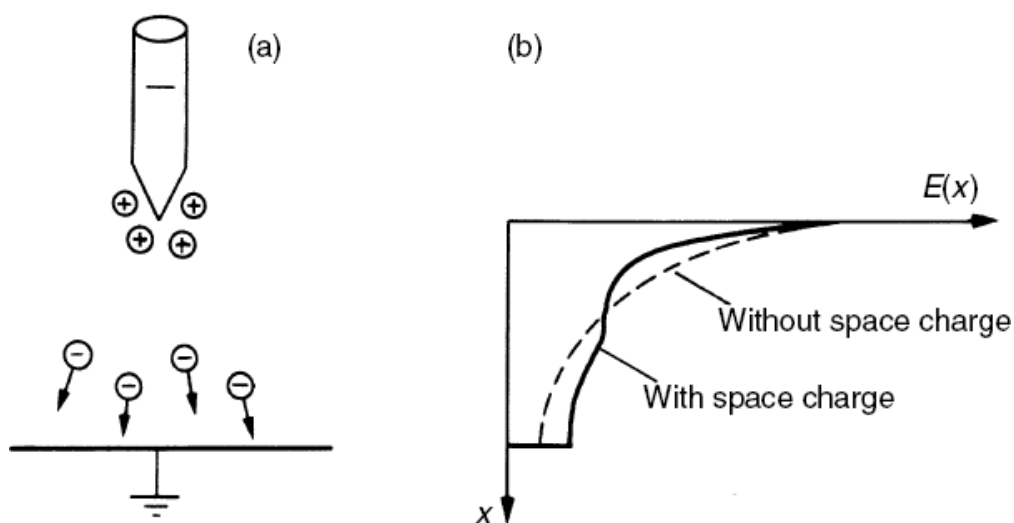 (a)
(b)
−
+
+
+
+
E(x)
Without space charge
−
−
−
−
With space charge
x